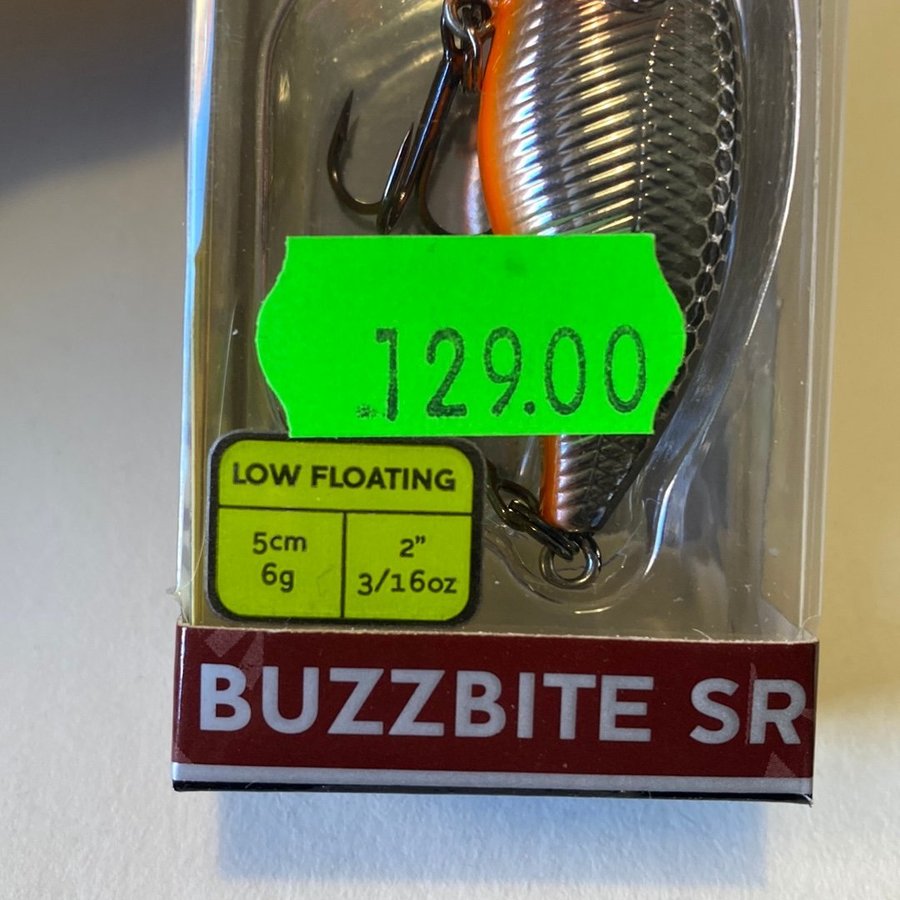 129.00
LOW FLOATING
5cm
6g
2"
3/16oz
BUZZBITE SR